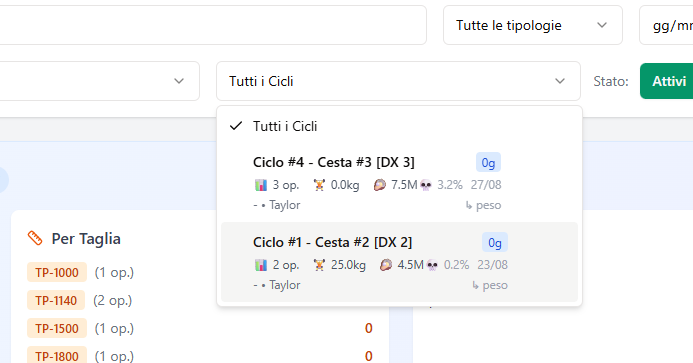 Tutte le tipologie
gg/m
Tutti i Cicli
Stato:
Attivi
Tutti i Cicli
Ciclo #4 - Cesta #3 [DX 3]
0g
3 op. 0.0kg 7.5M 3.2% 27/08
- • Taylor
↳ peso
Ciclo #1 - Cesta #2 [DX 2]
0g
2 op. 25.0kg 4.5M 0.2% 23/08
- • Taylor
↳ peso
Per Taglia
TP-1000 (1 op.)
TP-1140 (2 op.)
TP-1500 (1 op.) 0
TP-1800 (1 op.) 0